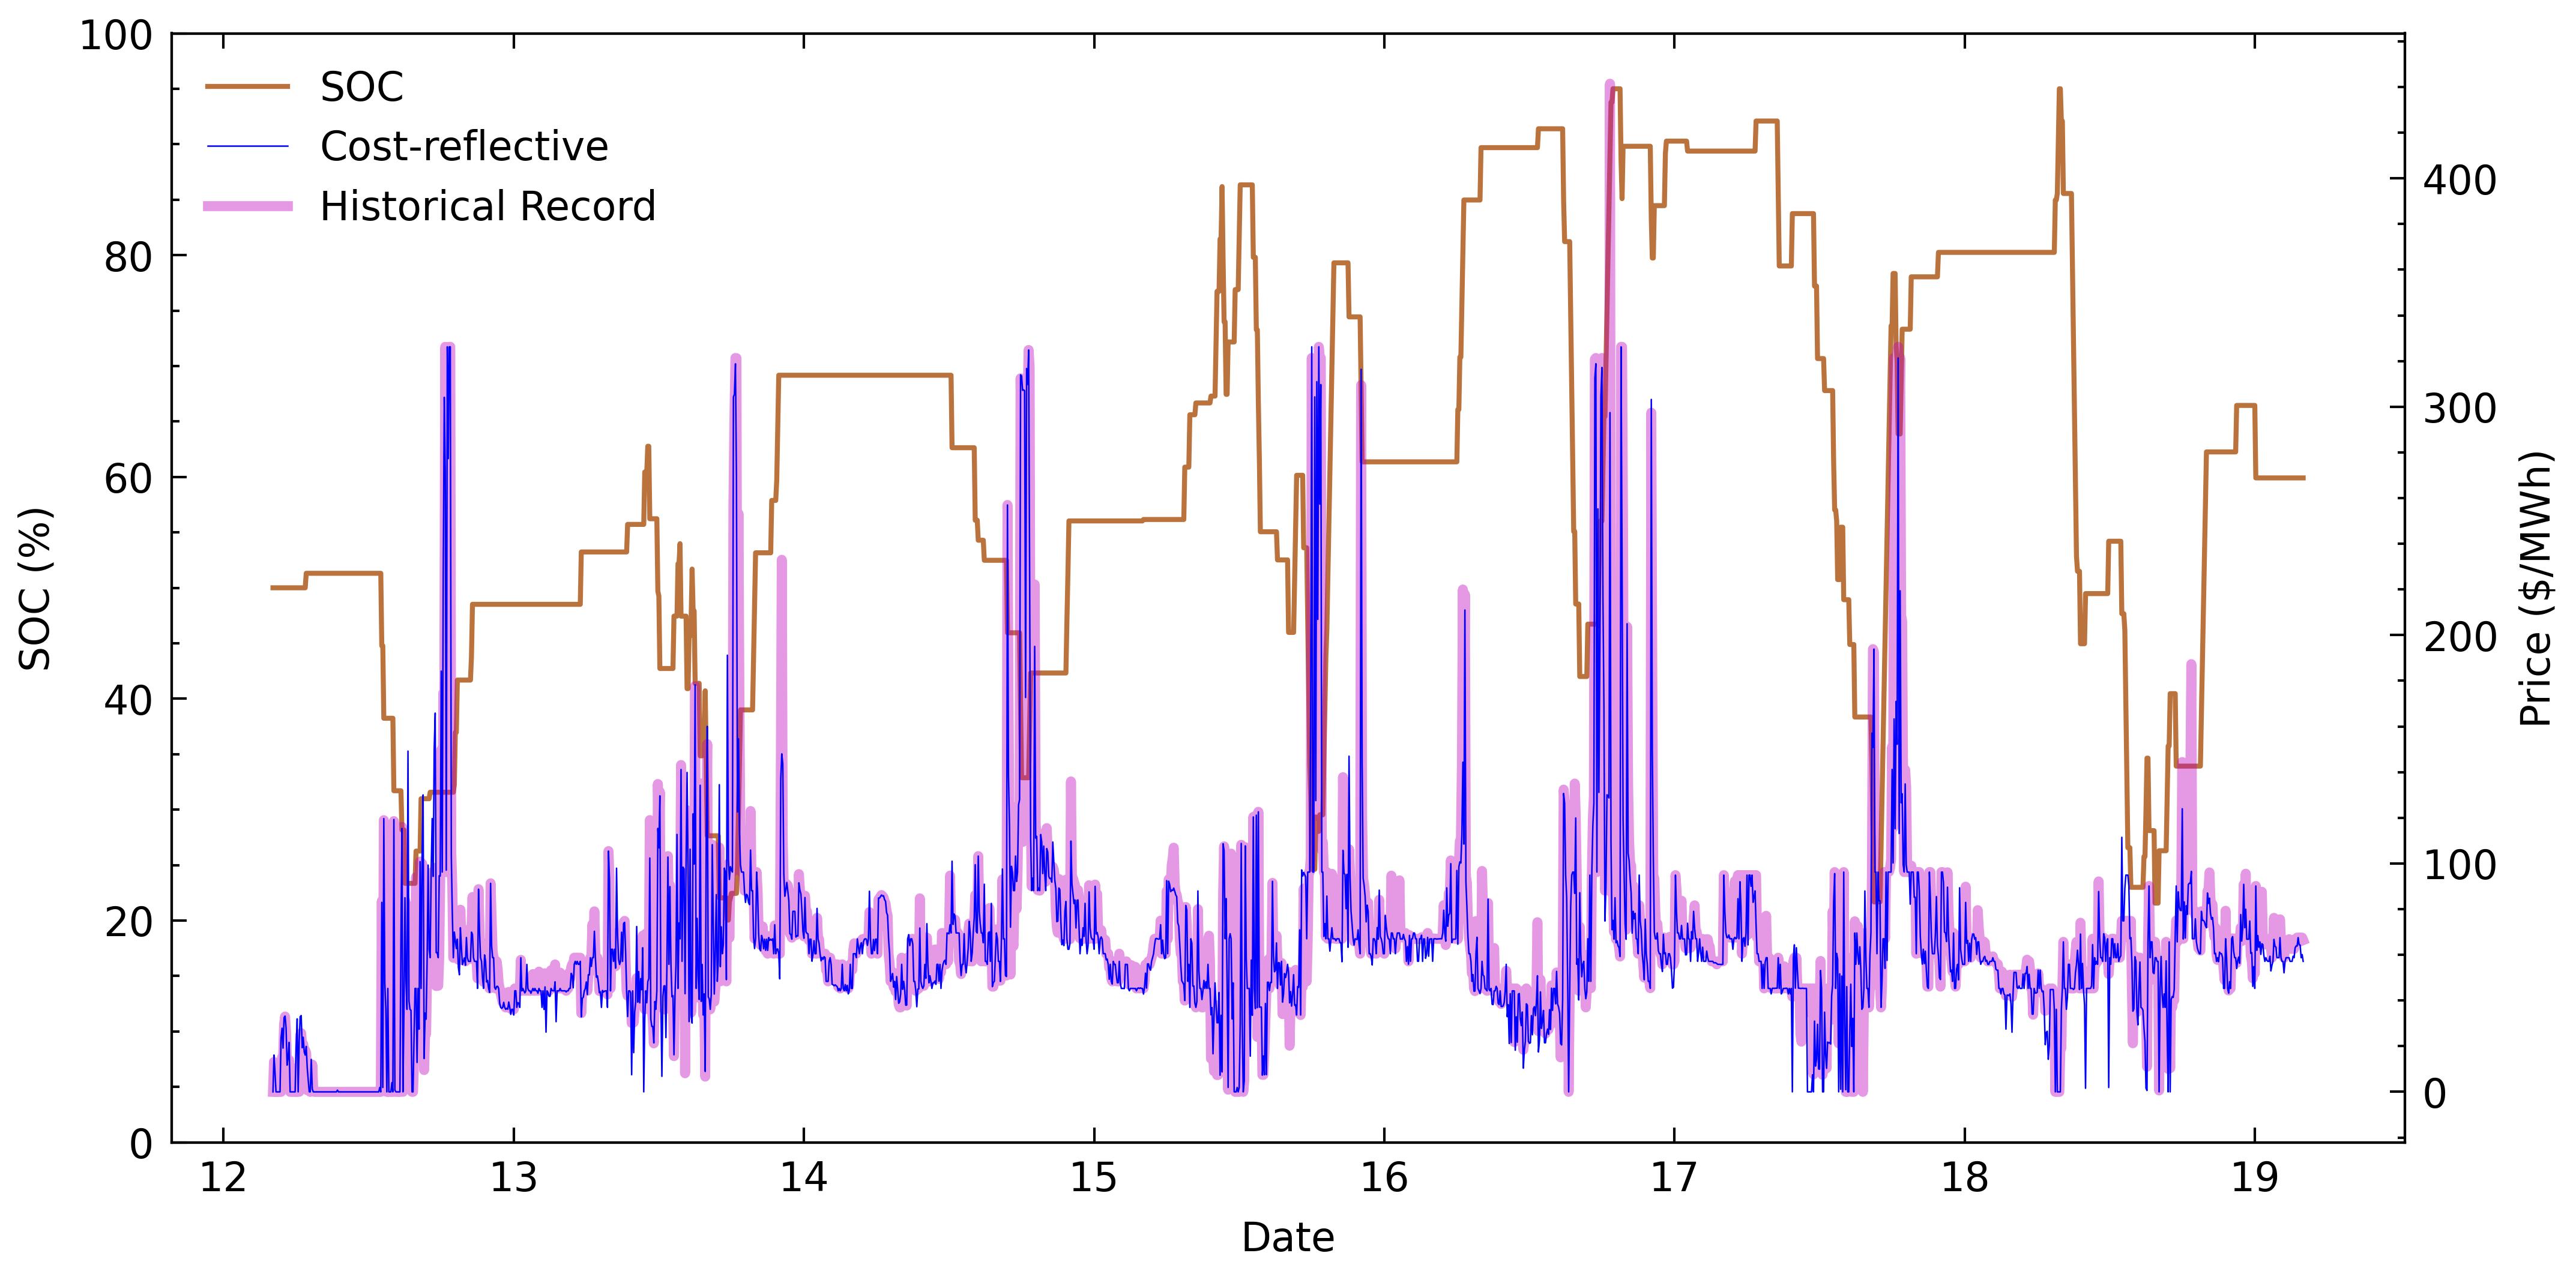 SOC
Cost-reflective
Historical Record
100
80
60
40
20
0
SOC (%)
400
300
200
100
0
Price ($/MWh)
12 13 14 15 16 17 18 19
Date